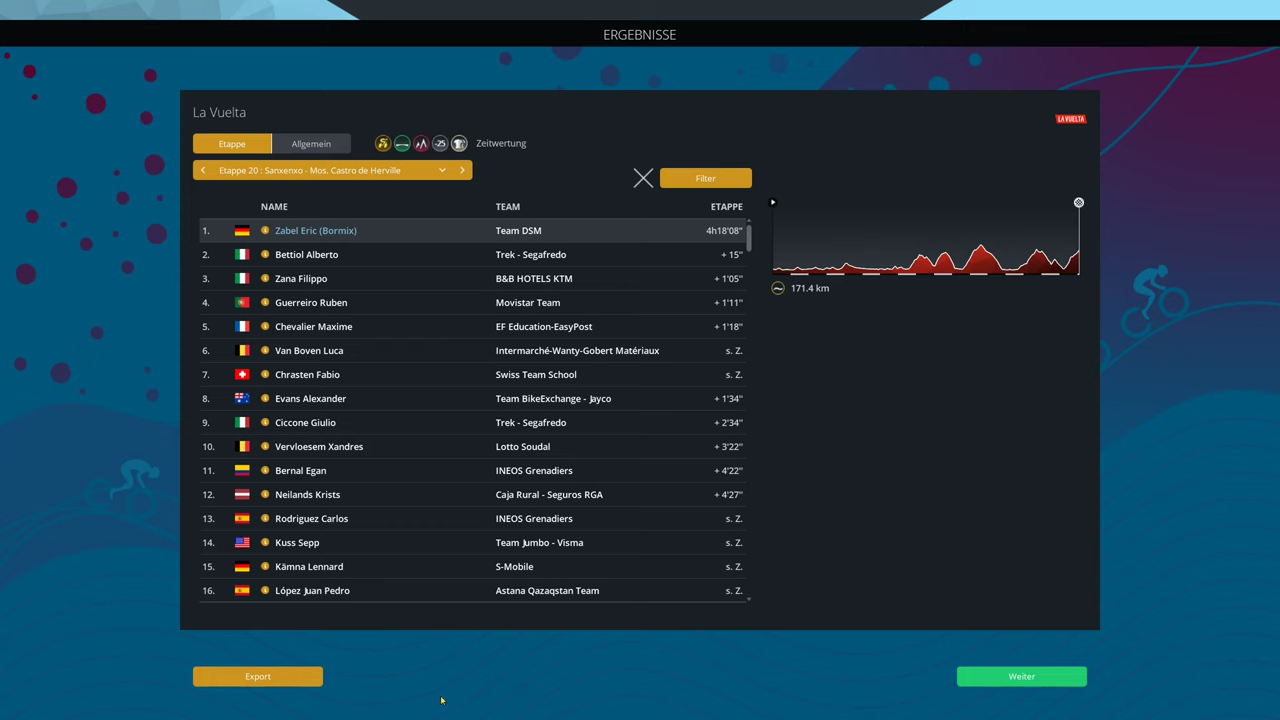 ERGEBNISSE
La Vuelta
LA VUELTA
Etappe Allgemein -25 Zeitwertung
Etappe 20 : Sanxenxo - Mos. Castro de Herville
Filter
NAME TEAM ETAPPE
1. Zabel Eric (Bormix) Team DSM 4h18'08''
2. Bettiol Alberto Trek - Segafredo + 15''
3. Zana Filippo B&B HOTELS KTM + 1'05''
4. Guerreiro Ruben Movistar Team + 1'11''
5. Chevalier Maxime EF Education-EasyPost + 1'18''
6. Van Boven Luca Intermarché-Wanty-Gobert Matériaux s. Z.
7. Chrasten Fabio Swiss Team School s. Z.
8. Evans Alexander Team BikeExchange - Jayco + 1'34''
9. Ciccone Giulio Trek - Segafredo + 2'34''
10. Vervloesem Xandres Lotto Soudal + 3'22''
11. Bernal Egan INEOS Grenadiers + 4'22''
12. Neilands Krists Caja Rural - Seguros RGA + 4'27''
13. Rodriguez Carlos INEOS Grenadiers s. Z.
14. Kuss Sepp Team Jumbo - Visma s. Z.
15. Kämna Lennard S-Mobile s. Z.
16. López Juan Pedro Astana Qazaqstan Team s. Z.
171.4 km
Export
Weiter